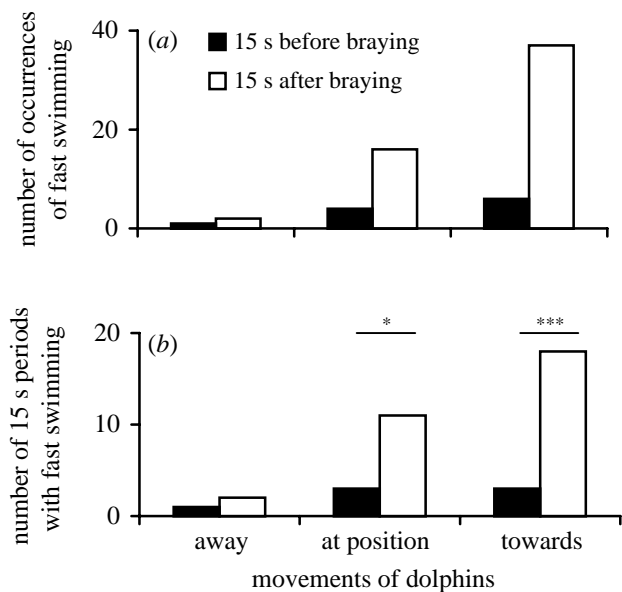 (a)
15 s before braying
15 s after braying
number of occurrences
of fast swimming
40
20
0
(b)
*
***
number of 15 s periods
with fast swimming
20
10
0
away
at position
towards
movements of dolphins